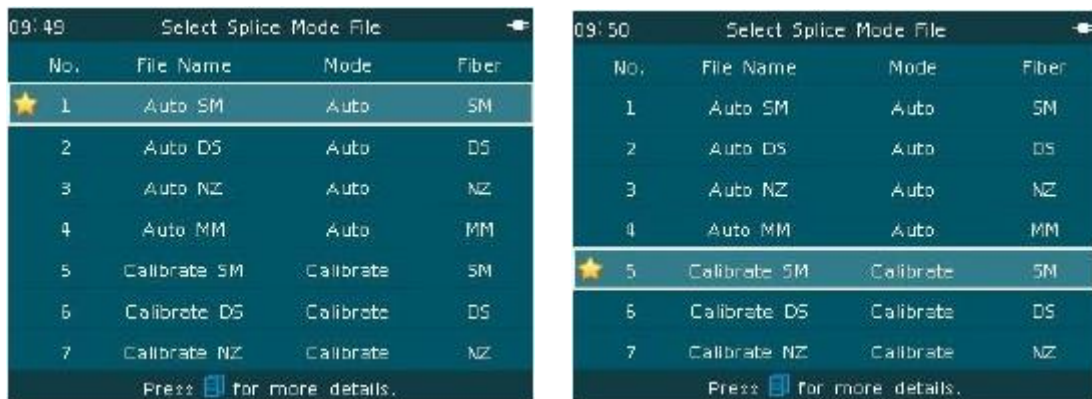 09:49 Select Splice Mode File
No. File Name Mode Fiber
1 Auto SM Auto SM
2 Auto DS Auto DS
3 Auto NZ Auto NZ
4 Auto MM Auto MM
5 Calibrate SM Calibrate SM
6 Calibrate DS Calibrate DS
7 Calibrate NZ Calibrate NZ
Press for more details.
09:50 Select Splice Mode File
No. File Name Mode Fiber
1 Auto SM Auto SM
2 Auto DS Auto DS
3 Auto NZ Auto NZ
4 Auto MM Auto MM
5 Calibrate SM Calibrate SM
6 Calibrate DS Calibrate DS
7 Calibrate NZ Calibrate NZ
Press for more details.